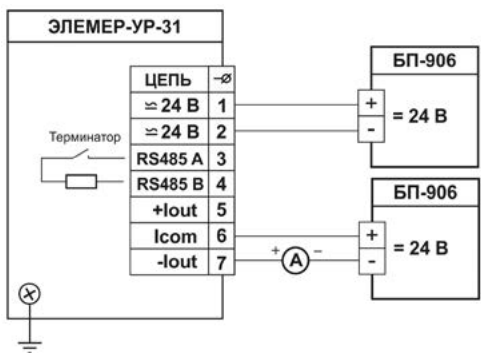 ЭЛЕМЕР-УР-31
ЦЕПЬ
≂ 24 В 1
≂ 24 В 2
Терминатор
RS485 A 3
RS485 B 4
+Iout 5
Icom 6
-Iout 7
БП-906
+
= 24 В
-
БП-906
+
= 24 В
-
+ A −